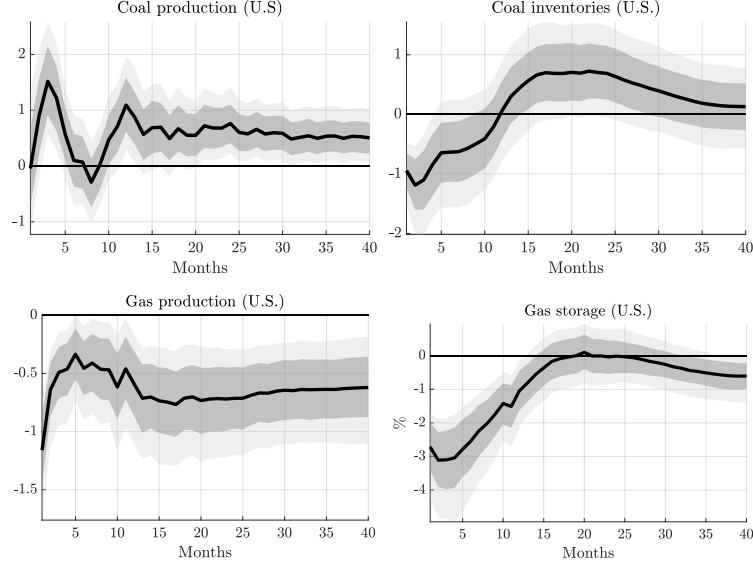 Coal production (U.S)
2
1
0
-1
5 10 15 20 25 30 35 40
Months
Coal inventories (U.S.)
1
0
-1
-2
5 10 15 20 25 30 35 40
Months
Gas production (U.S.)
0
-0.5
-1
-1.5
5 10 15 20 25 30 35 40
Months
Gas storage (U.S.)
%
0
-1
-2
-3
-4
5 10 15 20 25 30 35 40
Months